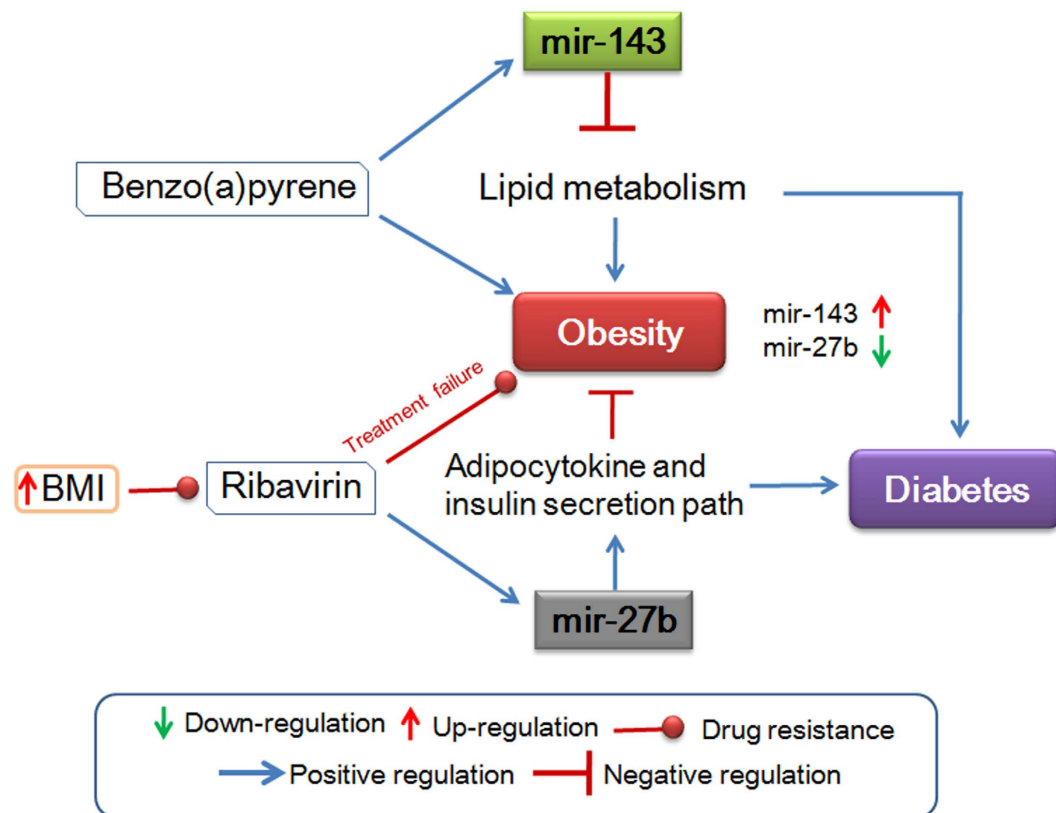 mir-143
Benzo(a)pyrene
Lipid metabolism
Obesity
mir-143
mir-27b
Treatment failure
BMI
Ribavirin
Adipocytokine and
insulin secretion path
Diabetes
mir-27b
Down-regulation Up-regulation Drug resistance
Positive regulation Negative regulation